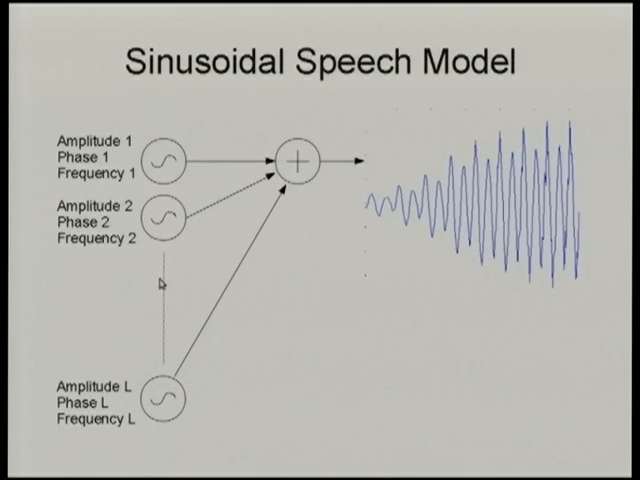 Sinusoidal Speech Model
Amplitude 1
Phase 1
Frequency 1
Amplitude 2
Phase 2
Frequency 2
Amplitude L
Phase L
Frequency L